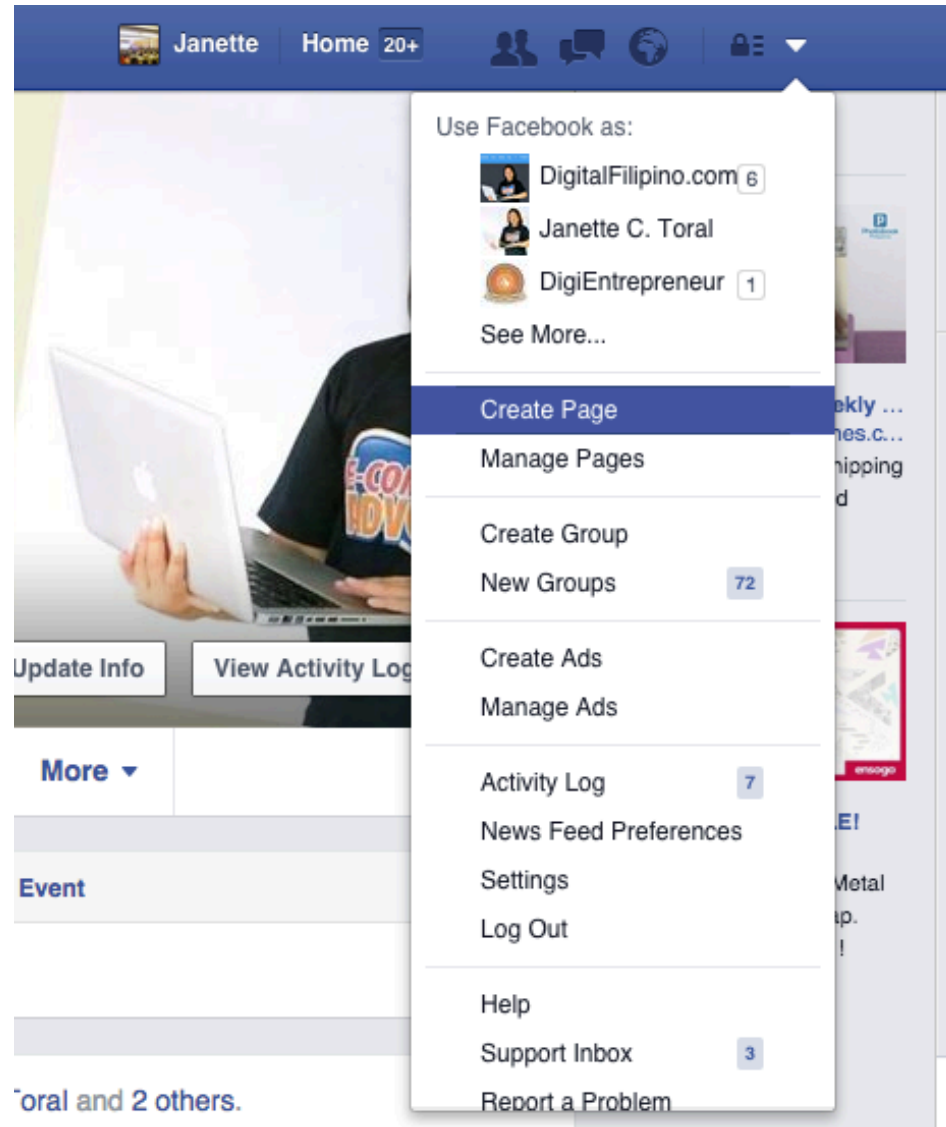 Janette Home 20+
Use Facebook as:
DigitalFilipino.com 6
Janette C. Toral
DigiEntrepreneur 1
See More...
Create Page
Manage Pages
Create Group
New Groups 72
Create Ads
Manage Ads
Activity Log 7
News Feed Preferences
Settings
Log Out
Help
Support Inbox 3
Report a Problem
E-COM
ADVO
Update Info
View Activity Log
More
Event
Toral and 2 others.
ekly ...
nes.c...
hipping
d
ensogo
LE!
Metal
ap.
!